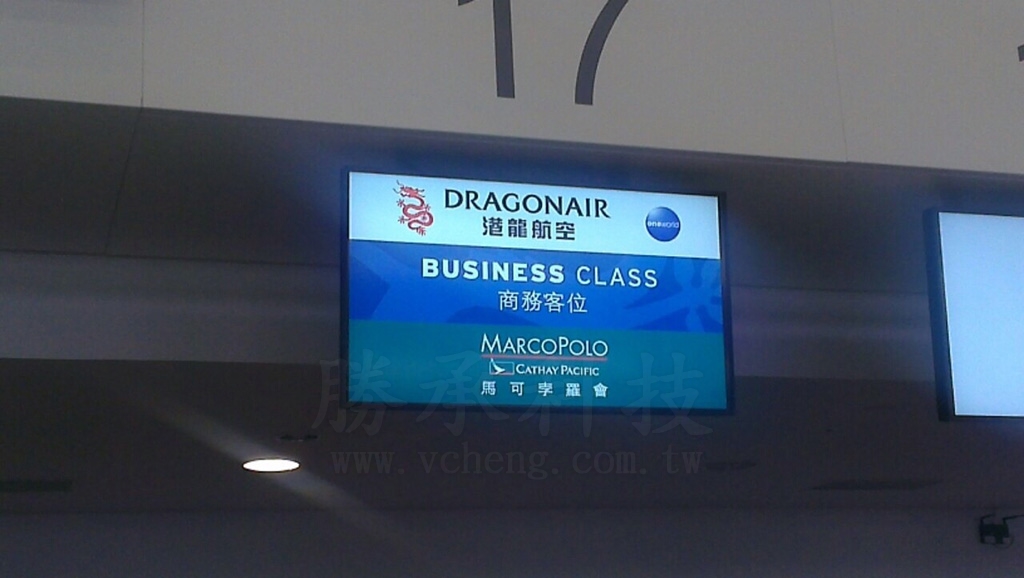 17
DRAGONAIR
港龍航空
oneworld
BUSINESS CLASS
商務客位
MARCOPOLO
CATHAY PACIFIC
馬可孛羅會
勝承科技
www.vcheng.com.tw